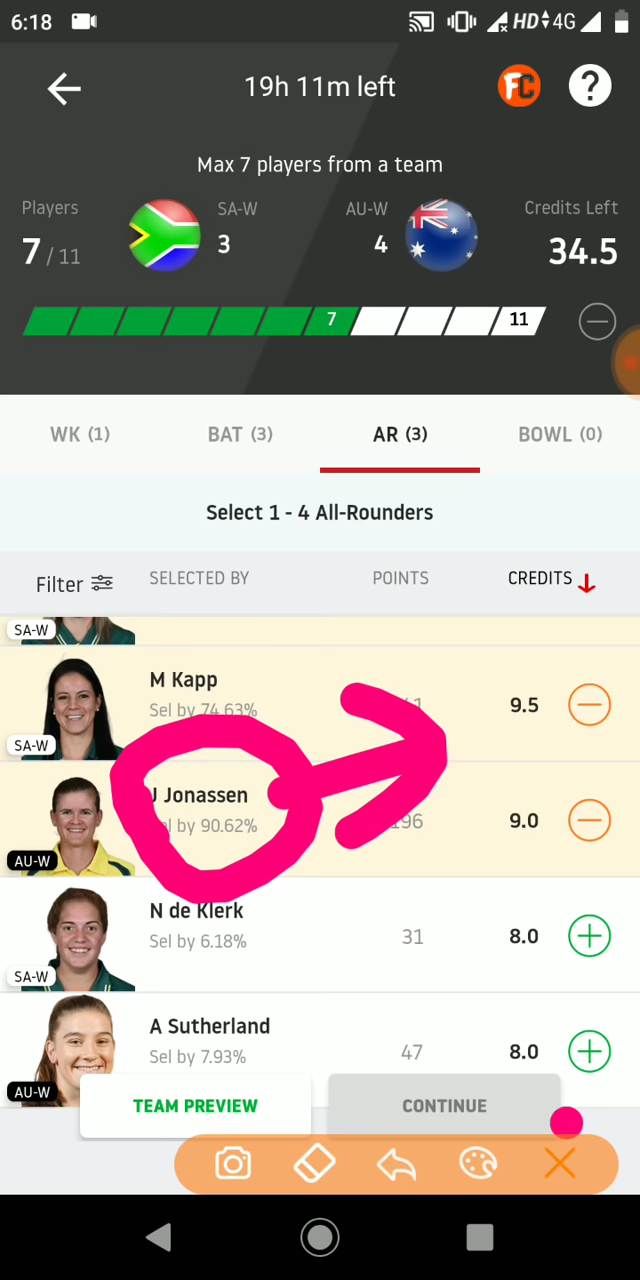 6:18 HD 4G
19h 11m left FC ?
Max 7 players from a team
Players SA-W AU-W Credits Left
7 / 11 3 4 34.5
7 11
WK (1) BAT (3) AR (3) BOWL (0)
Select 1 - 4 All-Rounders
Filter SELECTED BY POINTS CREDITS
SA-W
M Kapp
Sel by 74.63% 9.5
SA-W
J Jonassen
by 90.62% 196 9.0
AU-W
N de Klerk
Sel by 6.18% 31 8.0
SA-W
A Sutherland
Sel by 7.93% 47 8.0
AU-W
TEAM PREVIEW CONTINUE